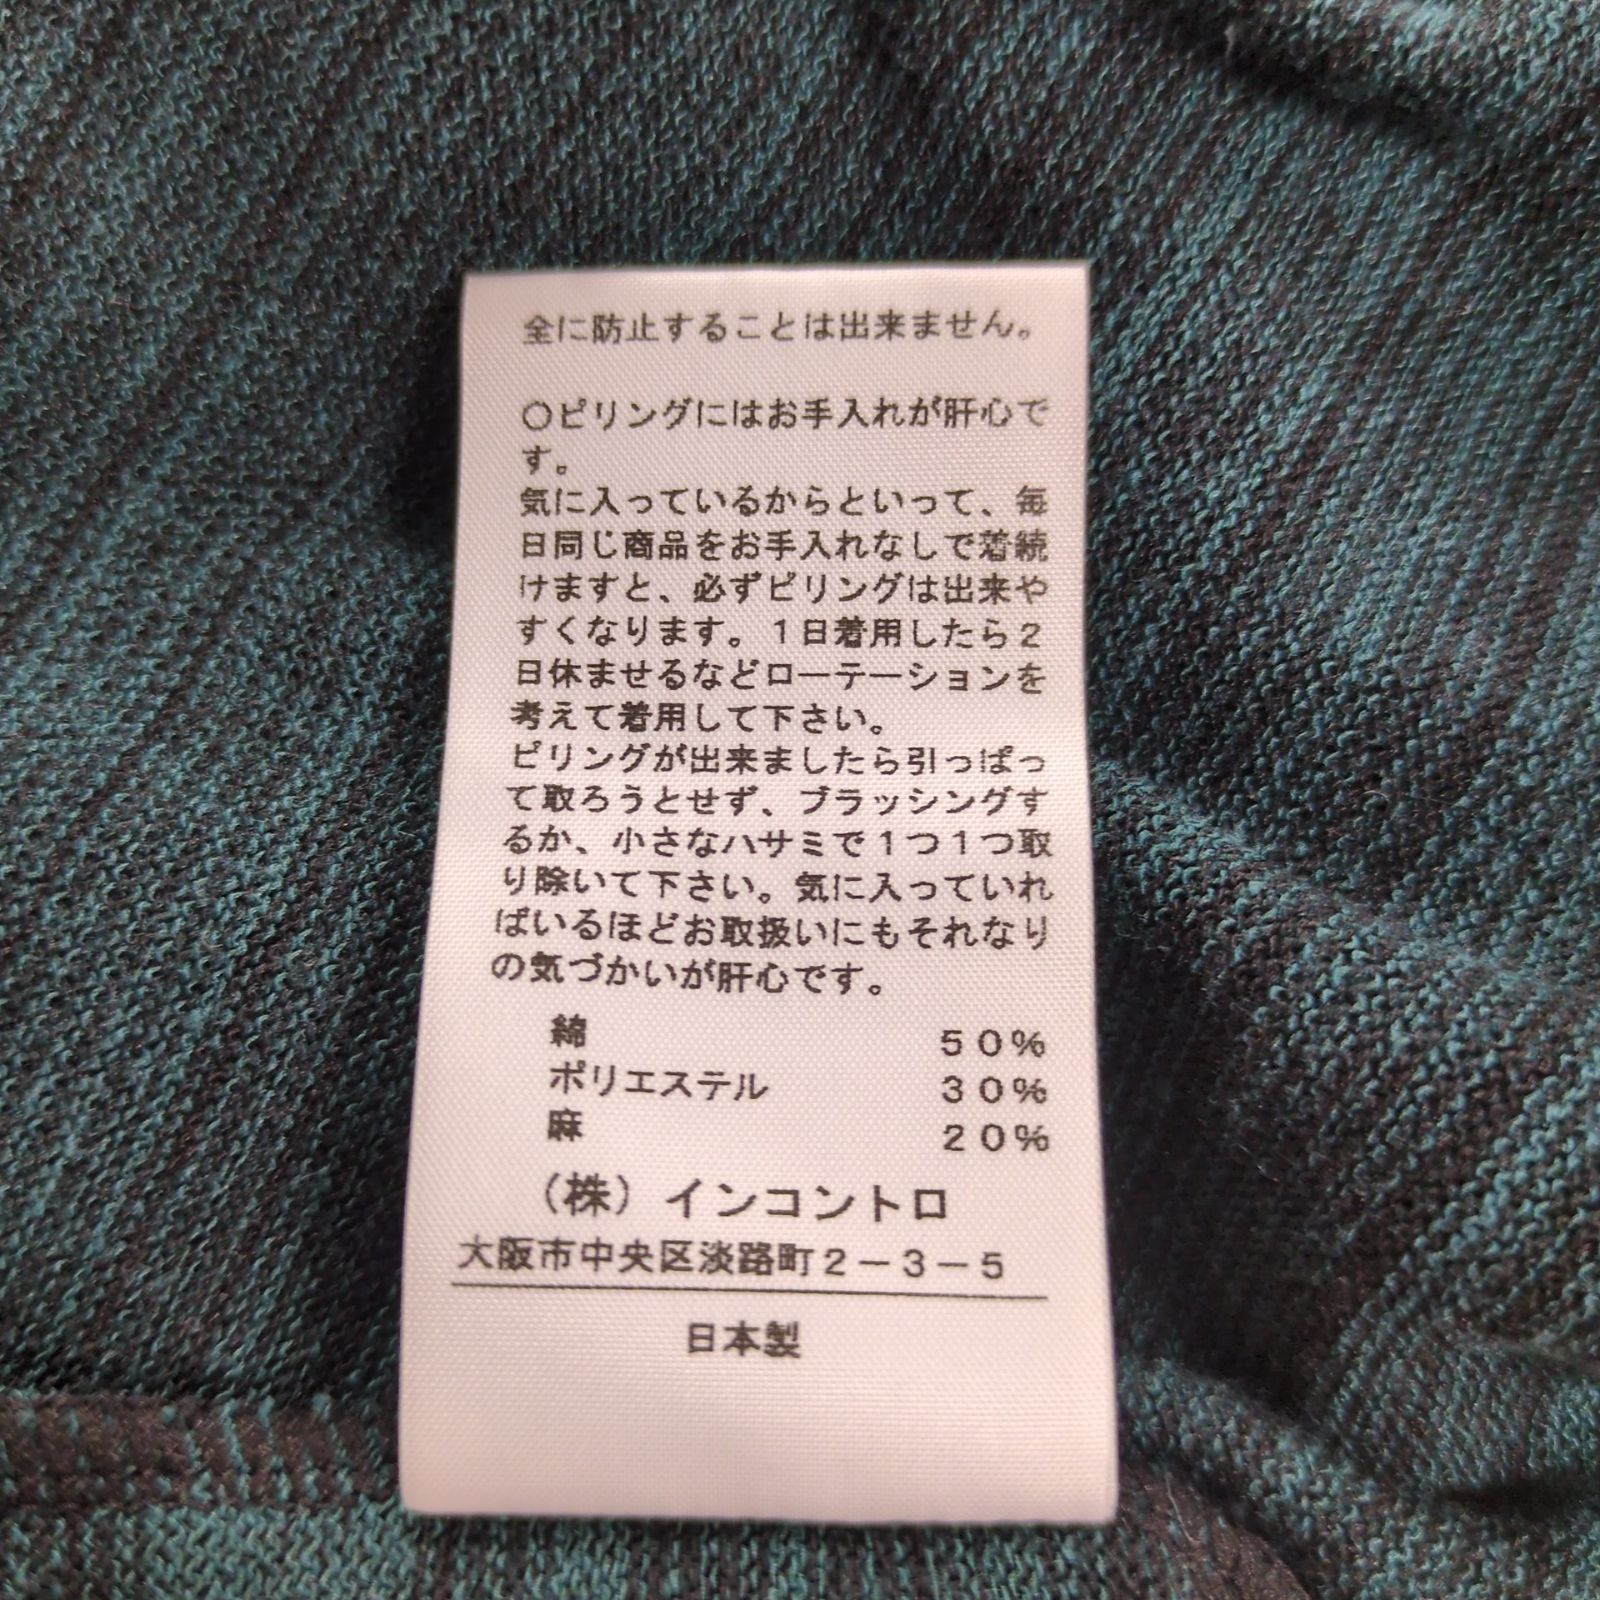 全に防止することは出来ません。
〇ピリングにはお手入れが肝心で
す。
気に入っているからといって、毎
日同じ商品をお手入れなしで着続
けますと、必ずピリングは出来や
すくなります。１日着用したら２
日休ませるなどローテーションを
考えて着用して下さい。
ピリングが出来ましたら引っぱっ
て取ろうとせず、ブラッシングす
るか、小さなハサミで１つ１つ取
り除いて下さい。気に入っていれ
ばいるほどお取扱いにもそれなり
の気づかいが肝心です。
綿 ５０％
ポリエステル ３０％
麻 ２０％
（株）インコントロ
大阪市中央区淡路町２－３－５
日本製